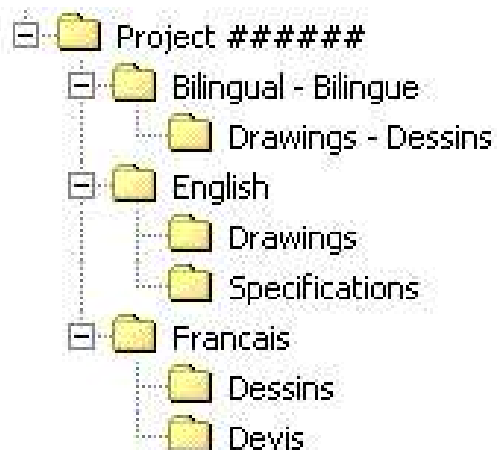 Project ######
Bilingual - Bilingue
Drawings - Dessins
English
Drawings
Specifications
Francais
Dessins
Devis